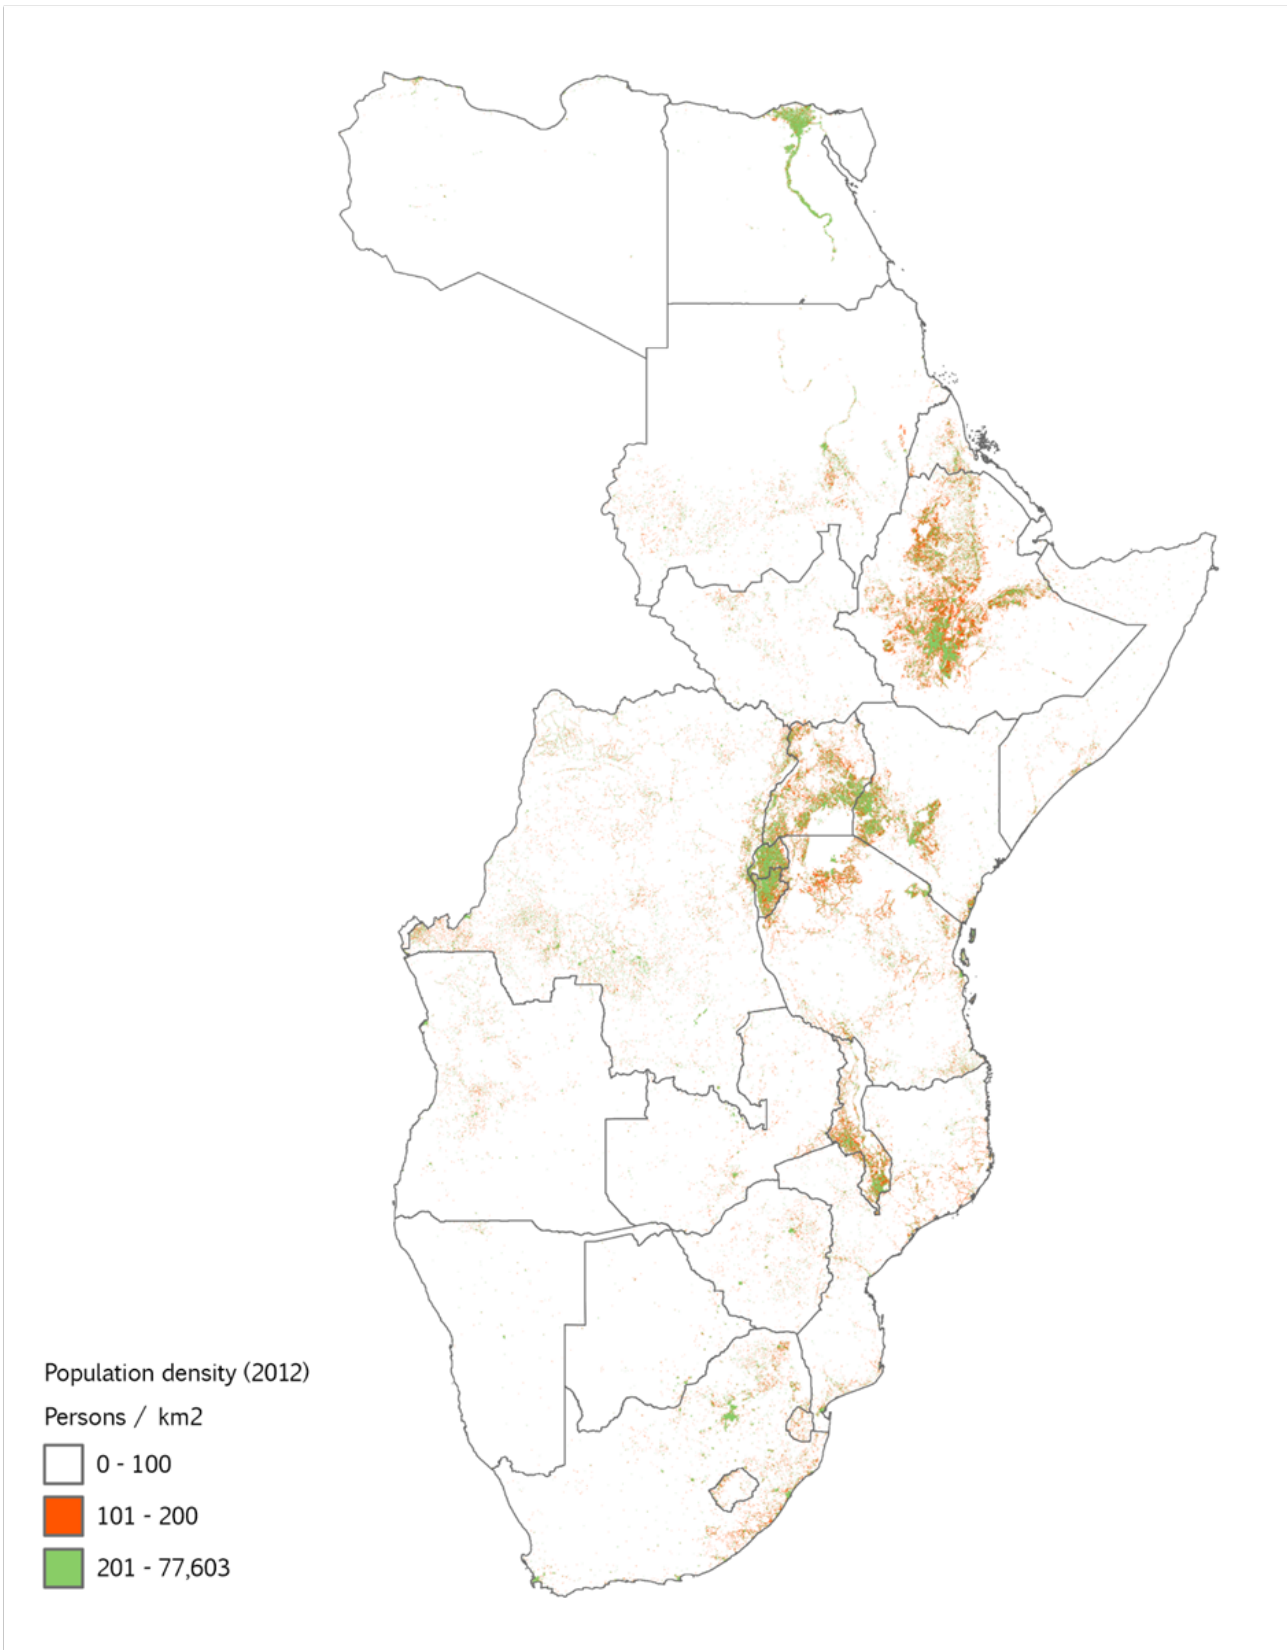 Population density (2012)
Persons / km2
0 - 100
101 - 200
201 - 77,603